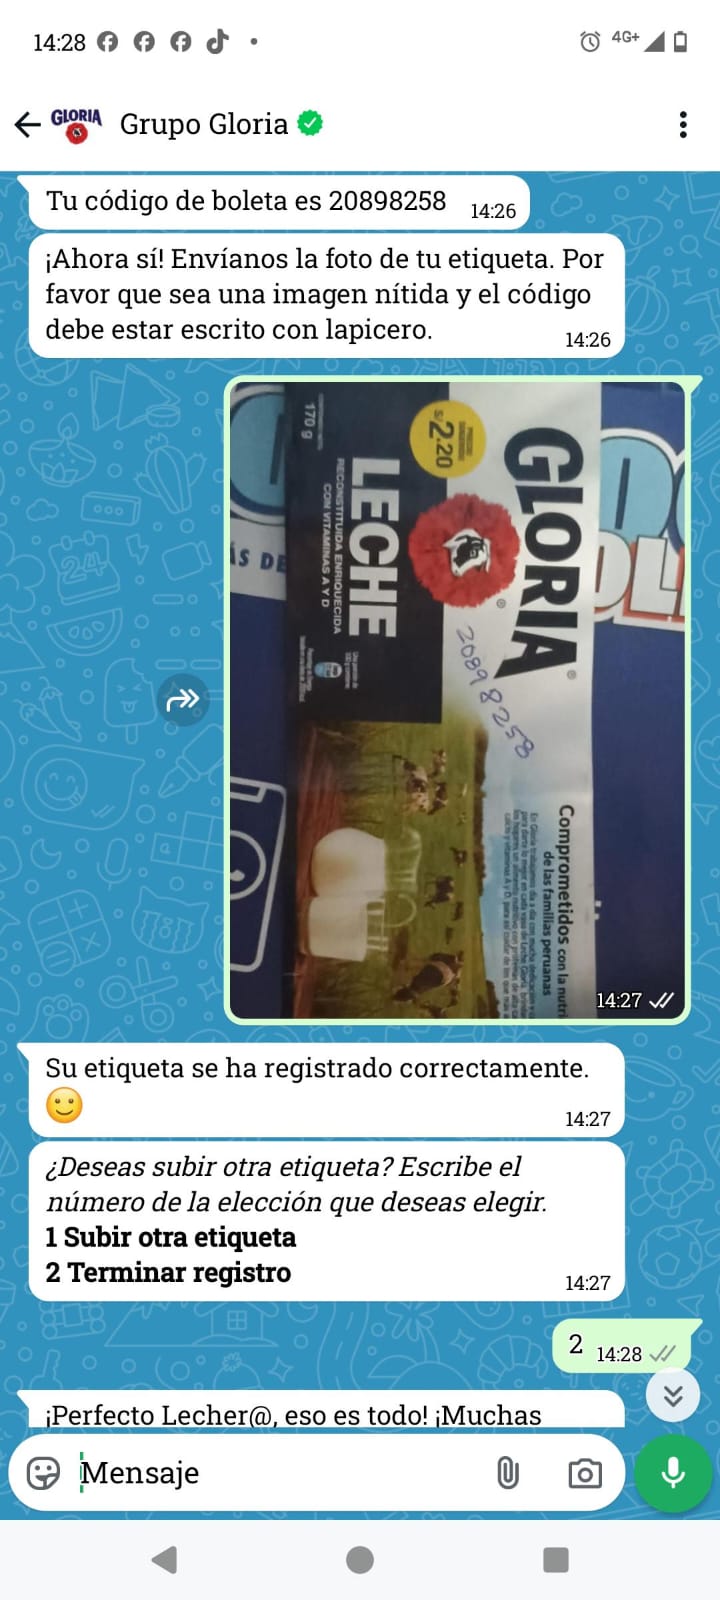 14:28
4G+
GLORIA
Grupo Gloria
Tu código de boleta es 20898258
14:26
¡Ahora sí! Envíanos la foto de tu etiqueta. Por
favor que sea una imagen nítida y el código
debe estar escrito con lapicero.
14:26
170 g
S/2.20
GLORIA
LECHE
RECONSTITUIDA ENRIQUECIDA
CON VITAMINAS A Y D
ÁS DE
20898258
Comprometidos con la nutri
de las familias peruanas
14:27
Su etiqueta se ha registrado correctamente.
🙂
14:27
¿Deseas subir otra etiqueta? Escribe el
número de la elección que deseas elegir.
1 Subir otra etiqueta
2 Terminar registro
14:27
2
14:28
¡Perfecto Lecher@, eso es todo! ¡Muchas
Mensaje